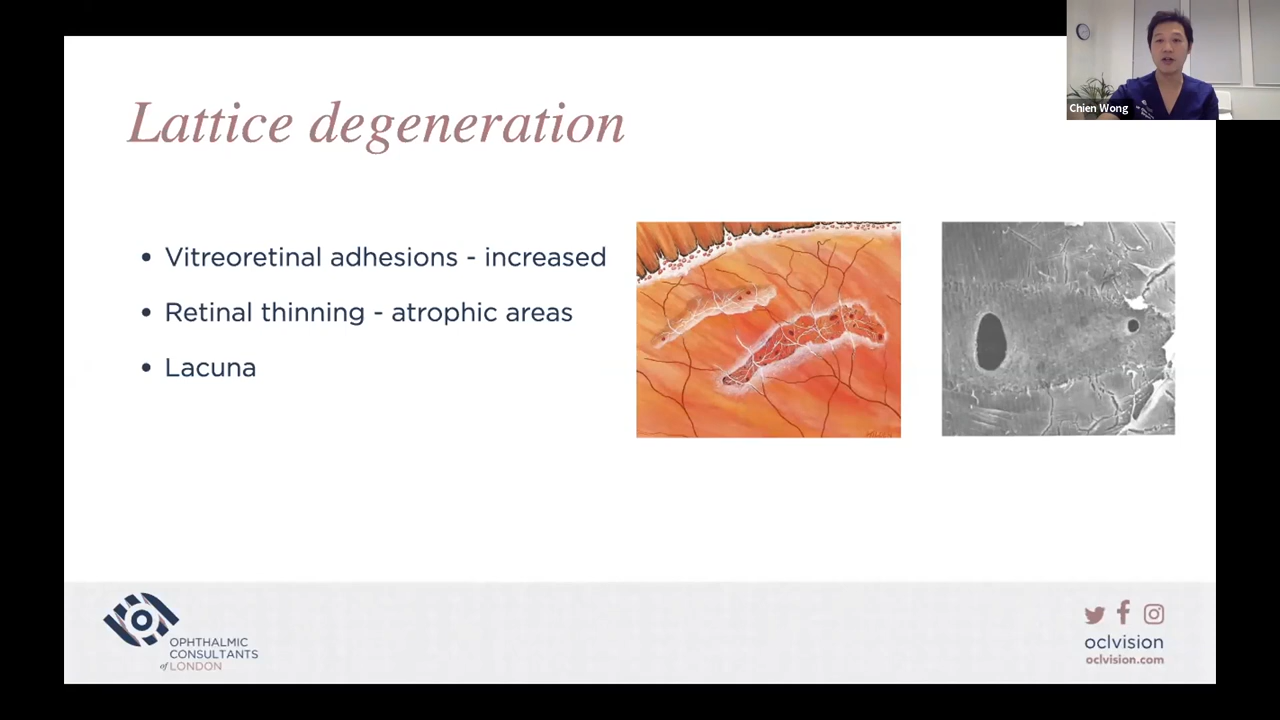 Chien Wong
Lattice degeneration
• Vitreoretinal adhesions - increased
• Retinal thinning - atrophic areas
• Lacuna
OPHTHALMIC
CONSULTANTS
of LONDON
oclvision
oclvision.com